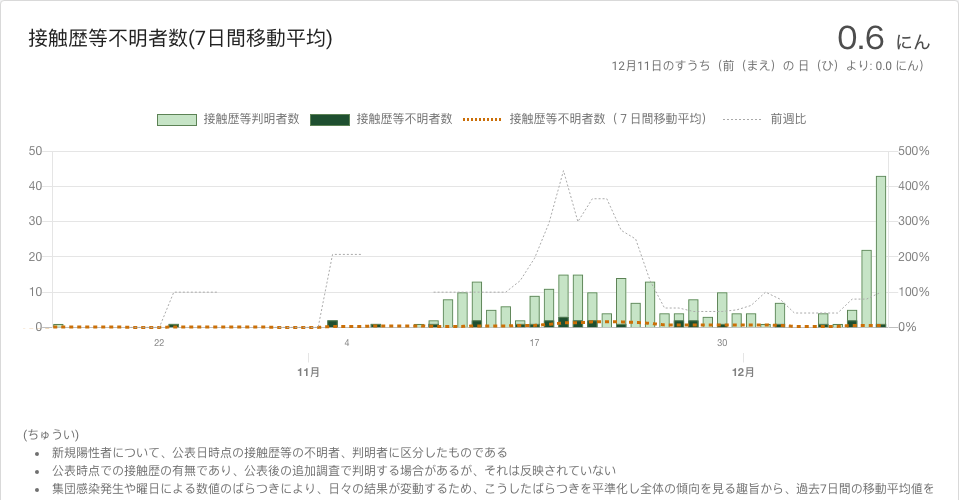 接触歴等不明者数(7日間移動平均)
0.6 にん
12月11日のすうち（前（まえ）の 日（ひ）より: 0.0 にん）
接触歴等判明者数 接触歴等不明者数 接触歴等不明者数（７日間移動平均） 前週比
50 500%
40 400%
30 300%
20 200%
10 100%
0 0%
22 4 17 30
11月 12月
(ちゅうい)
• 新規陽性者について、公表日時点の接触歴等の不明者、判明者に区分したものである
• 公表時点での接触歴の有無であり、公表後の追加調査で判明する場合があるが、それは反映されていない
• 集団感染発生や曜日による数値のばらつきにより、日々の結果が変動するため、こうしたばらつきを平準化し全体の傾向を見る趣旨から、過去7日間の移動平均値を